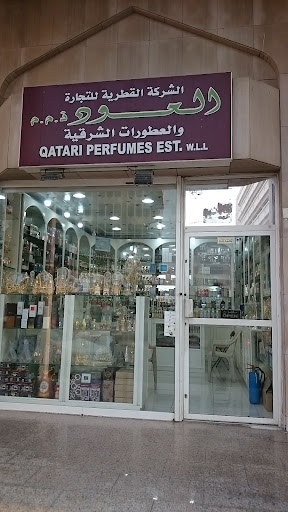 الشركة القطرية للتجارة
العود ذ.م.م
والعطورات الشرقية
QATARI PERFUMES EST. W.L.L